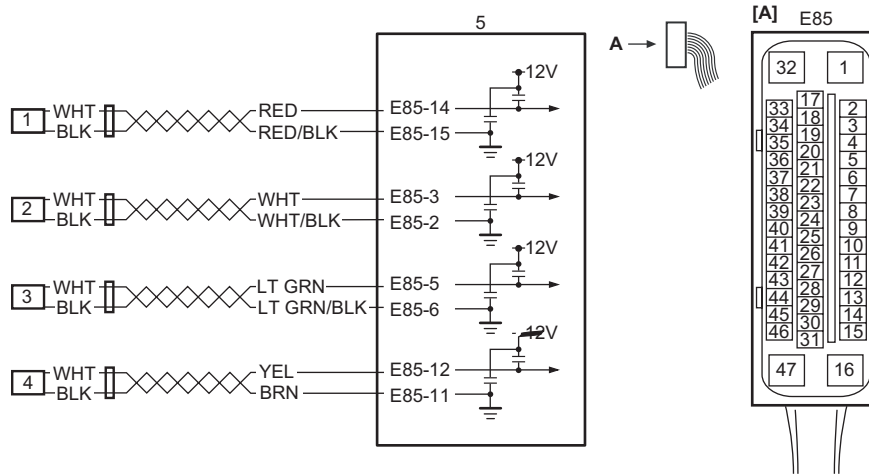 5
12V
1
WHT
BLK
RED
RED/BLK
E85-14
E85-15
12V
2
WHT
BLK
WHT
WHT/BLK
E85-3
E85-2
12V
3
WHT
BLK
LT GRN
LT GRN/BLK
E85-5
E85-6
12V
4
WHT
BLK
YEL
BRN
E85-12
E85-11
A
[A] E85
32 1
17
33 2
18
34 3
19
35 4
20
36 5
21
37 6
22
38 7
23
39 8
24
40 9
25
41 10
26
42 11
27
43 12
28
44 13
29
45 14
30
46 15
31
47 16